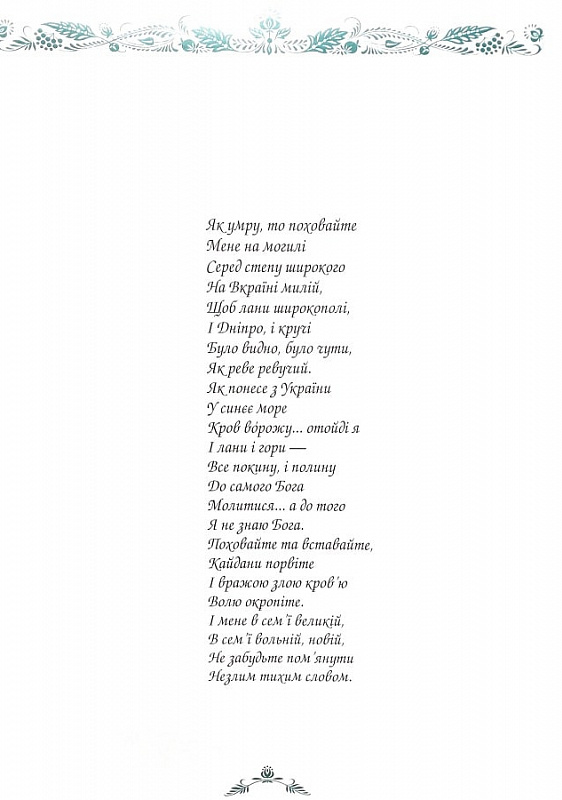 Як умру, то поховайте
Мене на могилі
Серед степу широкого
На Вкраїні милій,
Щоб лани широкополі,
І Дніпро, і кручі
Було видно, було чути,
Як реве ревучий.
Як понесе з України
У синєє море
Кров во́рожу... отойді я
І лани і гори —
Все покину, і полину
До самого Бога
Молитися... а до того
Я не знаю Бога.
Поховайте та вставайте,
Кайдани порвіте
І вражою злою кров’ю
Волю окропіте.
І мене в сем’ї великій,
В сем’ї вольній, новій,
Не забудьте пом’янути
Незлим тихим словом.